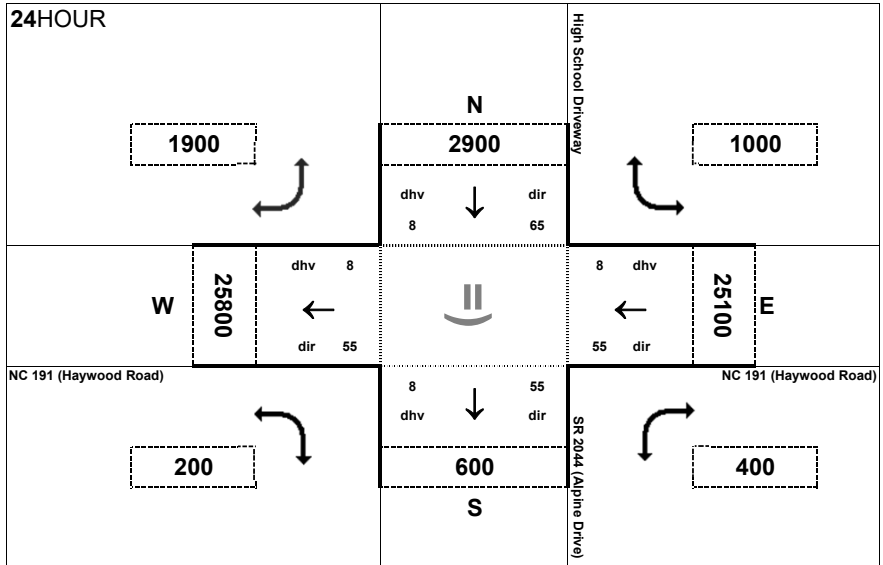 24HOUR
High School Driveway
N
1900
2900
1000
dhv
dir
8
65
dhv 8
8 dhv
W
25800
25100
E
dir 55
55 dir
NC 191 (Haywood Road)
NC 191 (Haywood Road)
8
55
dhv
dir
SR 2044 (Alpine Drive)
200
600
400
S